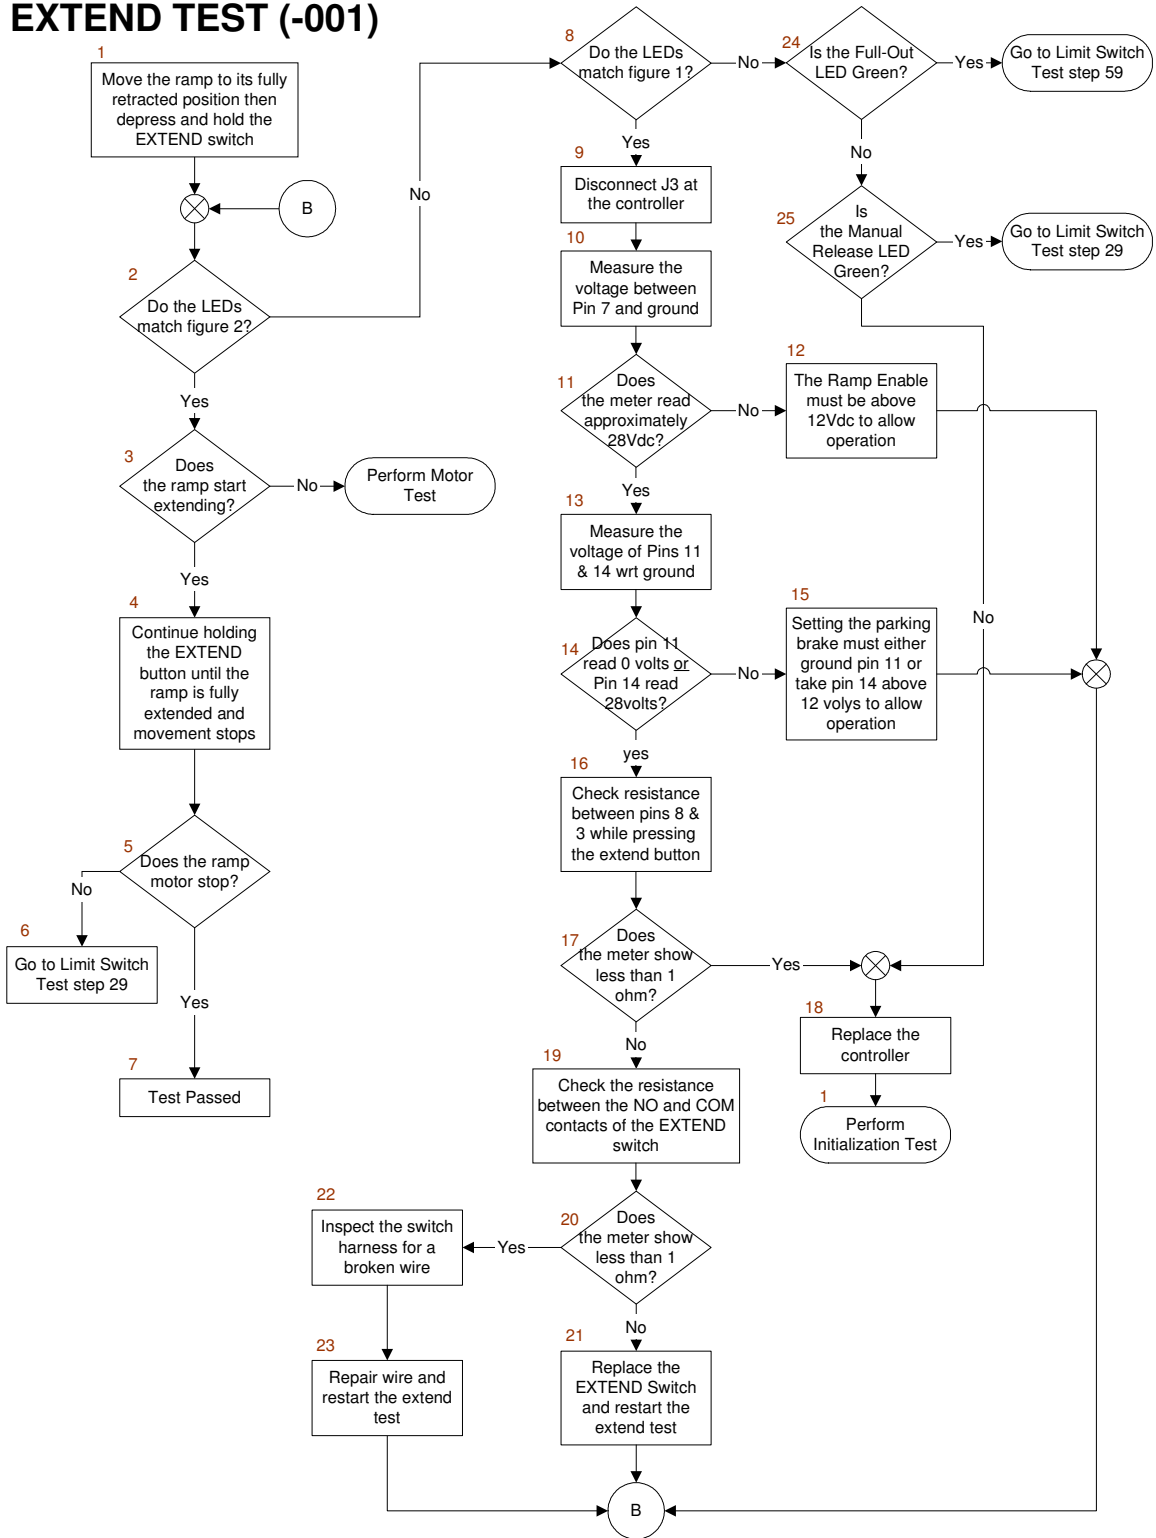 EXTEND TEST (-001)
1
Move the ramp to its fully
retracted position then
depress and hold the
EXTEND switch
B
2
Do the LEDs
match figure 2?
No
Yes
3
Does
the ramp start
extending?
No
Perform Motor
Test
Yes
4
Continue holding
the EXTEND
button until the
ramp is fully
extended and
movement stops
5
Does the ramp
motor stop?
No
6
Go to Limit Switch
Test step 29
Yes
7
Test Passed
8
Do the LEDs
match figure 1?
No
Yes
9
Disconnect J3 at
the controller
10
Measure the
voltage between
Pin 7 and ground
11
Does
the meter read
approximately
28Vdc?
No
12
The Ramp Enable
must be above
12Vdc to allow
operation
Yes
13
Measure the
voltage of Pins 11
& 14 wrt ground
14
Does pin 11
read 0 volts or
Pin 14 read
28volts?
No
15
Setting the parking
brake must either
ground pin 11 or
take pin 14 above
12 volys to allow
operation
yes
16
Check resistance
between pins 8 &
3 while pressing
the extend button
17
Does
the meter show
less than 1
ohm?
Yes
18
Replace the
controller
1
Perform
Initialization Test
No
19
Check the resistance
between the NO and COM
contacts of the EXTEND
switch
20
Does
the meter show
less than 1
ohm?
Yes
22
Inspect the switch
harness for a
broken wire
23
Repair wire and
restart the extend
test
No
21
Replace the
EXTEND Switch
and restart the
extend test
B
24
Is the Full-Out
LED Green?
Yes
Go to Limit Switch
Test step 59
No
25
Is
the Manual
Release LED
Green?
Yes
Go to Limit Switch
Test step 29
No